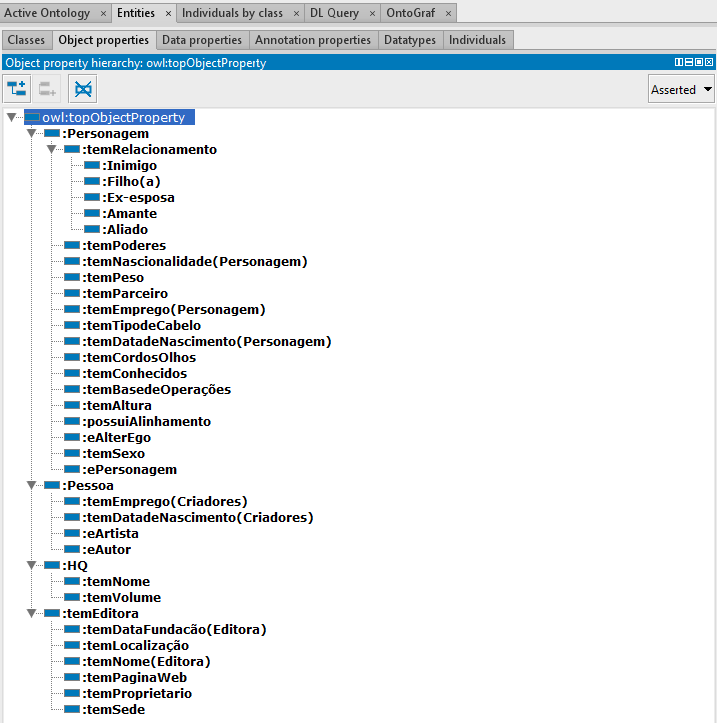 Active Ontology × Entities × Individuals by class × DL Query × OntoGraf ×
Classes Object properties Data properties Annotation properties Datatypes Individuals
Object property hierarchy: owl:topObjectProperty
Asserted
owl:topObjectProperty
:Personagem
:temRelacionamento
:Inimigo
:Filho(a)
:Ex-esposa
:Amante
:Aliado
:temPoderes
:temNascionalidade(Personagem)
:temPeso
:temParceiro
:temEmprego(Personagem)
:temTipodeCabelo
:temDatadeNascimento(Personagem)
:temCordosOlhos
:temConhecidos
:temBasedeOperações
:temAltura
:possuiAlinhamento
:eAlterEgo
:temSexo
:ePersonagem
:Pessoa
:temEmprego(Criadores)
:temDatadeNascimento(Criadores)
:eArtista
:eAutor
:HQ
:temNome
:temVolume
:temEditora
:temDataFundacão(Editora)
:temLocalização
:temNome(Editora)
:temPaginaWeb
:temProprietario
:temSede